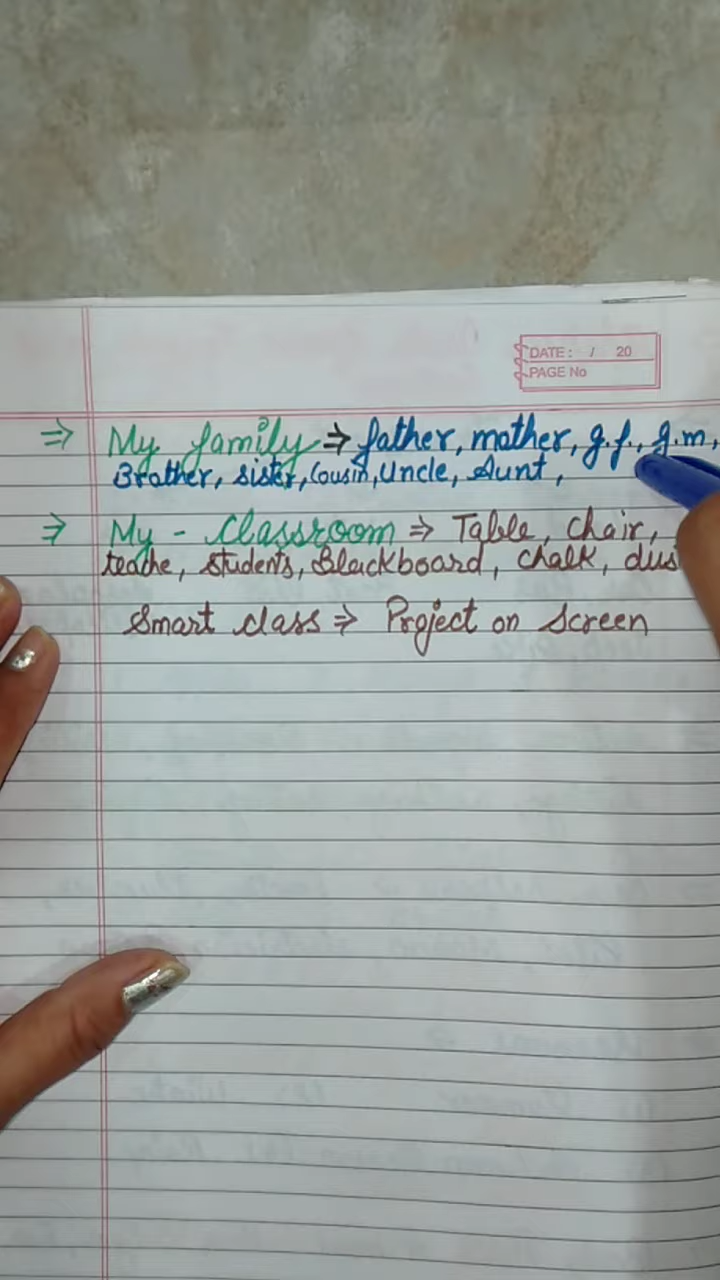 DATE: / 20
PAGE No
⇒ My family ⇒ father, mother, g.f., g.m,
Brother, sister, Cousin, Uncle, Aunt,
⇒ My - Classroom ⇒ Table, Chair,
teache, students, Blackboard, Chalk, dus
Smart class ⇒ Project on Screen